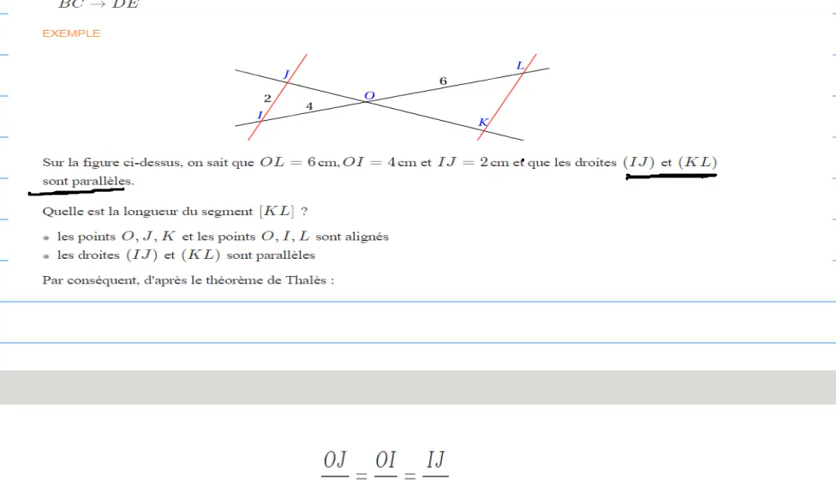 BC → DE
EXEMPLE
J
L
2
6
O
I
4
K
Sur la figure ci-dessus, on sait que OL = 6 cm, OI = 4 cm et IJ = 2 cm et que les droites (IJ) et (KL)
sont parallèles.
Quelle est la longueur du segment [KL] ?
les points O, J, K et les points O, I, L sont alignés
les droites (IJ) et (KL) sont parallèles
Par conséquent, d'après le théorème de Thalès :
OJ = OI = IJ